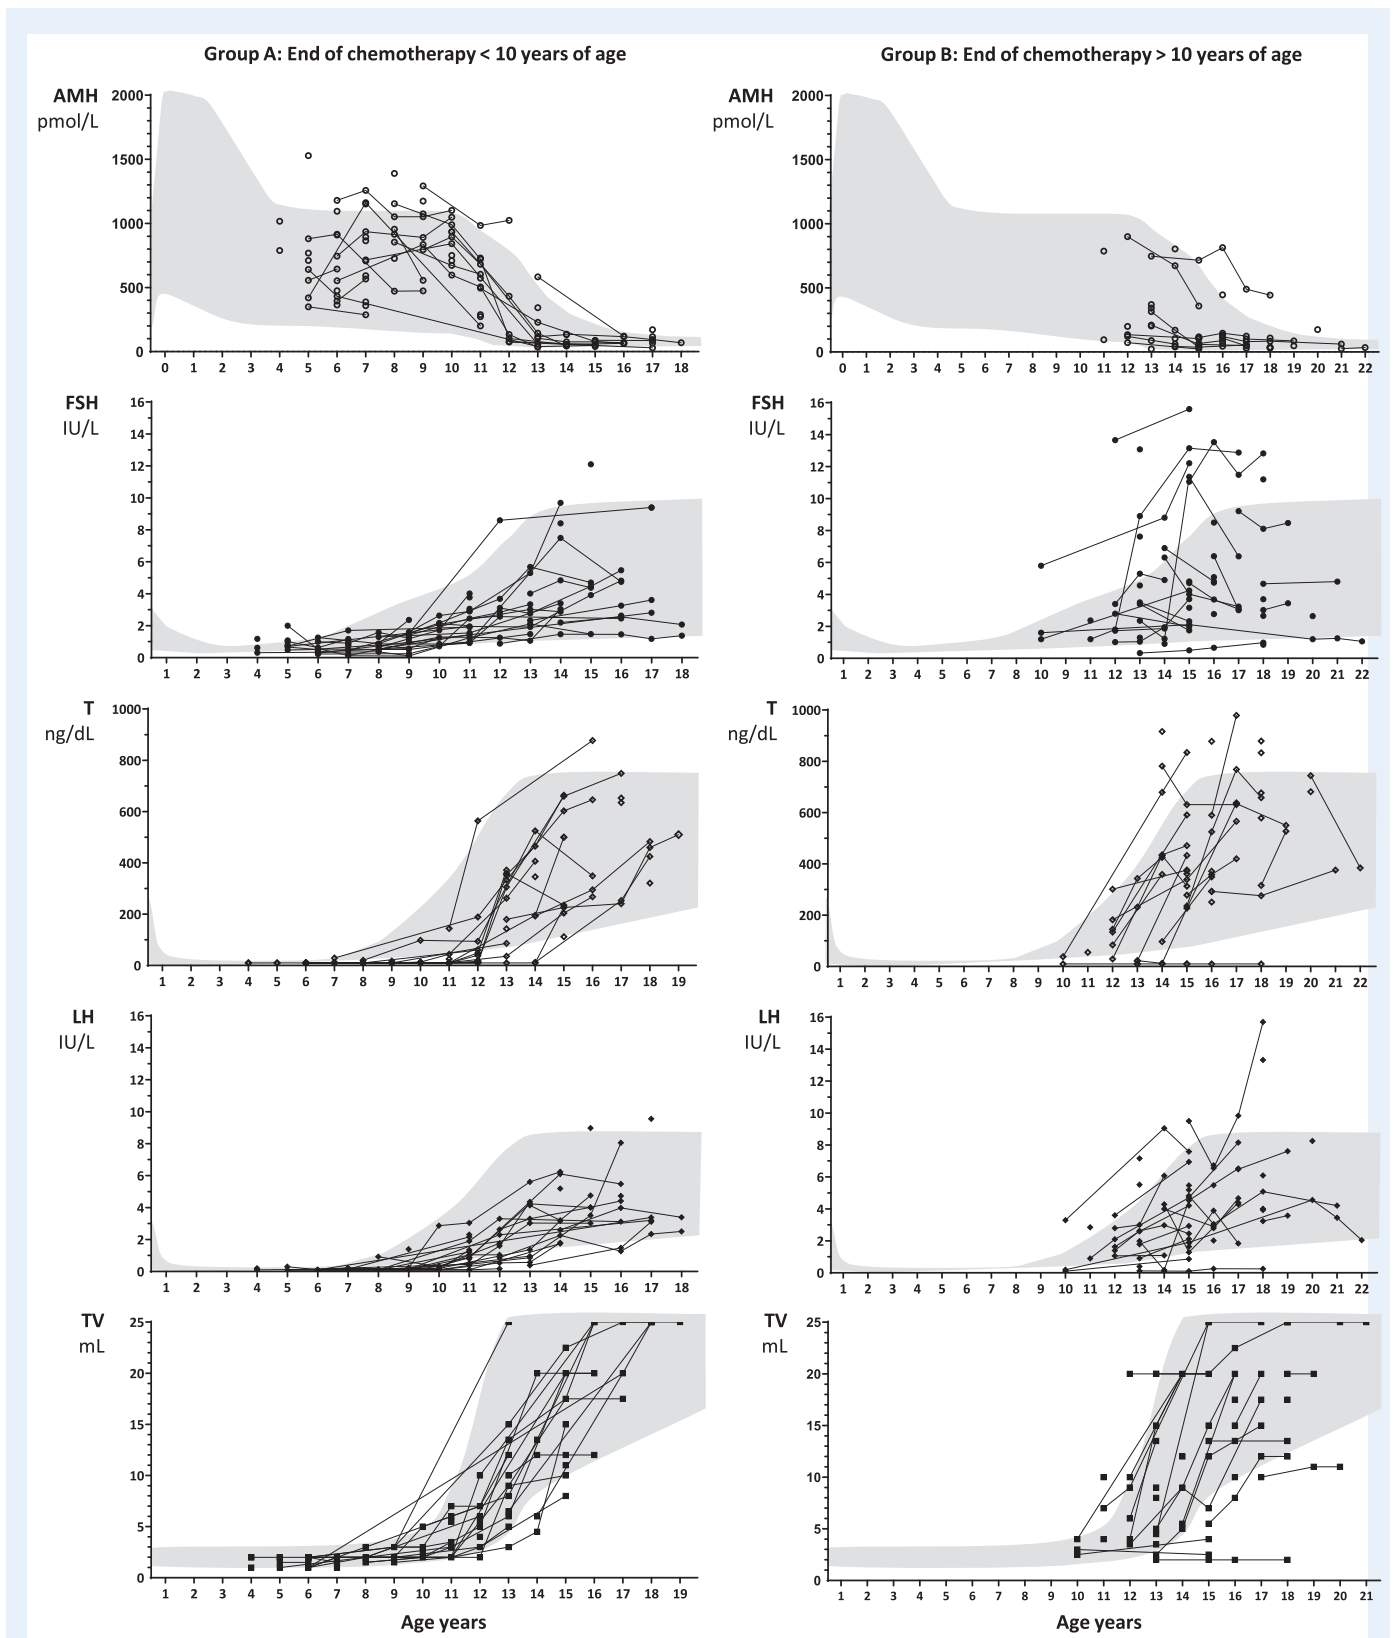 Group A: End of chemotherapy < 10 years of age
Group B: End of chemotherapy > 10 years of age
AMH
pmol/L
2000
1500
1000
500
0
0 1 2 3 4 5 6 7 8 9 10 11 12 13 14 15 16 17 18
AMH
pmol/L
2000
1500
1000
500
0
0 1 2 3 4 5 6 7 8 9 10 11 12 13 14 15 16 17 18 19 20 21 22
FSH
IU/L
16
14
12
10
8
6
4
2
0
1 2 3 4 5 6 7 8 9 10 11 12 13 14 15 16 17 18
FSH
IU/L
16
14
12
10
8
6
4
2
0
1 2 3 4 5 6 7 8 9 10 11 12 13 14 15 16 17 18 19 20 21 22
T
ng/dL
1000
800
600
400
200
0
1 2 3 4 5 6 7 8 9 10 11 12 13 14 15 16 17 18 19
T
ng/dL
1000
800
600
400
200
0
1 2 3 4 5 6 7 8 9 10 11 12 13 14 15 16 17 18 19 20 21 22
LH
IU/L
16
14
12
10
8
6
4
2
0
1 2 3 4 5 6 7 8 9 10 11 12 13 14 15 16 17 18
LH
IU/L
16
14
12
10
8
6
4
2
0
1 2 3 4 5 6 7 8 9 10 11 12 13 14 15 16 17 18 19 20 21 22
TV
mL
25
20
15
10
5
0
1 2 3 4 5 6 7 8 9 10 11 12 13 14 15 16 17 18 19
Age years
TV
mL
25
20
15
10
5
0
1 2 3 4 5 6 7 8 9 10 11 12 13 14 15 16 17 18 19 20 21
Age years